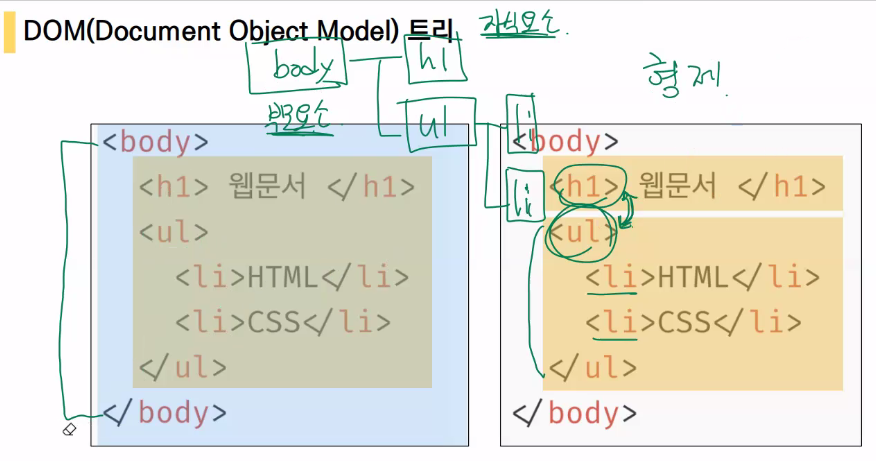 DOM(Document Object Model) 트리
자식요소.
body
h1
형제.
부모요소
ul
li
li
<body>
<h1> 웹문서 </h1>
<ul>
<li>HTML</li>
<li>CSS</li>
</ul>
</body>
<body>
<h1> 웹문서 </h1>
<ul>
<li>HTML</li>
<li>CSS</li>
</ul>
</body>